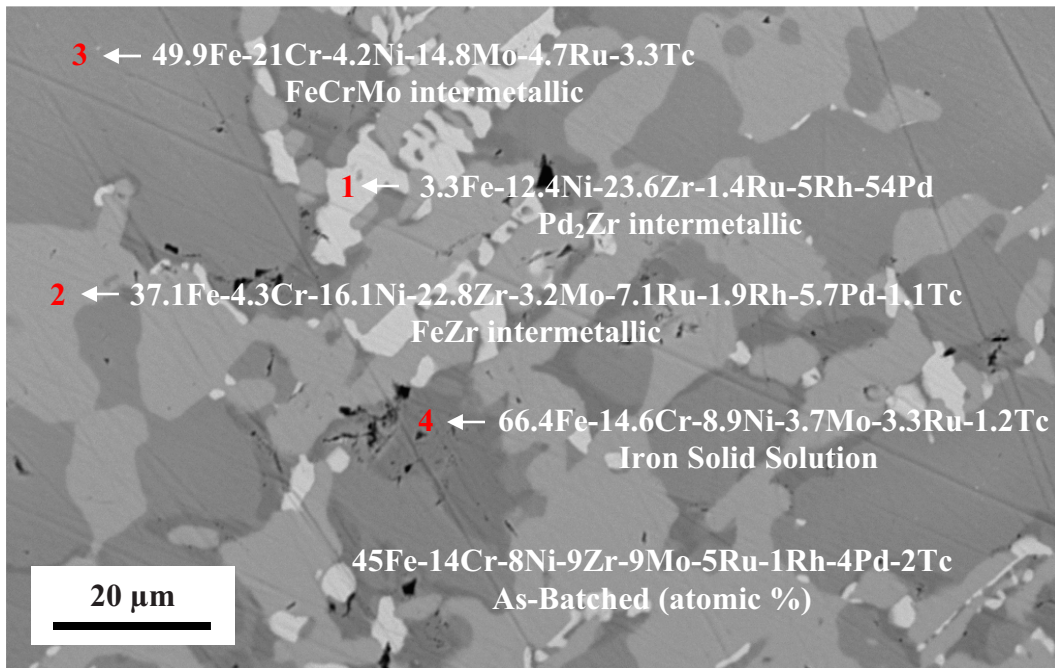 3 ← 49.9Fe-21Cr-4.2Ni-14.8Mo-4.7Ru-3.3Tc
FeCrMo intermetallic
1 ← 3.3Fe-12.4Ni-23.6Zr-1.4Ru-5Rh-54Pd
Pd₂Zr intermetallic
2 ← 37.1Fe-4.3Cr-16.1Ni-22.8Zr-3.2Mo-7.1Ru-1.9Rh-5.7Pd-1.1Tc
FeZr intermetallic
4 ← 66.4Fe-14.6Cr-8.9Ni-3.7Mo-3.3Ru-1.2Tc
Iron Solid Solution
45Fe-14Cr-8Ni-9Zr-9Mo-5Ru-1Rh-4Pd-2Tc
As-Batched (atomic %)
20 µm